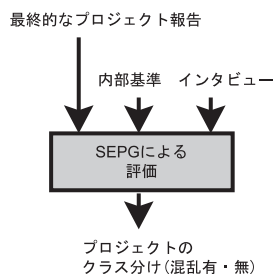 最終的なプロジェクト報告
内部基準 インタビュー
SEPGによる
評価
プロジェクトの
クラス分け(混乱有・無)